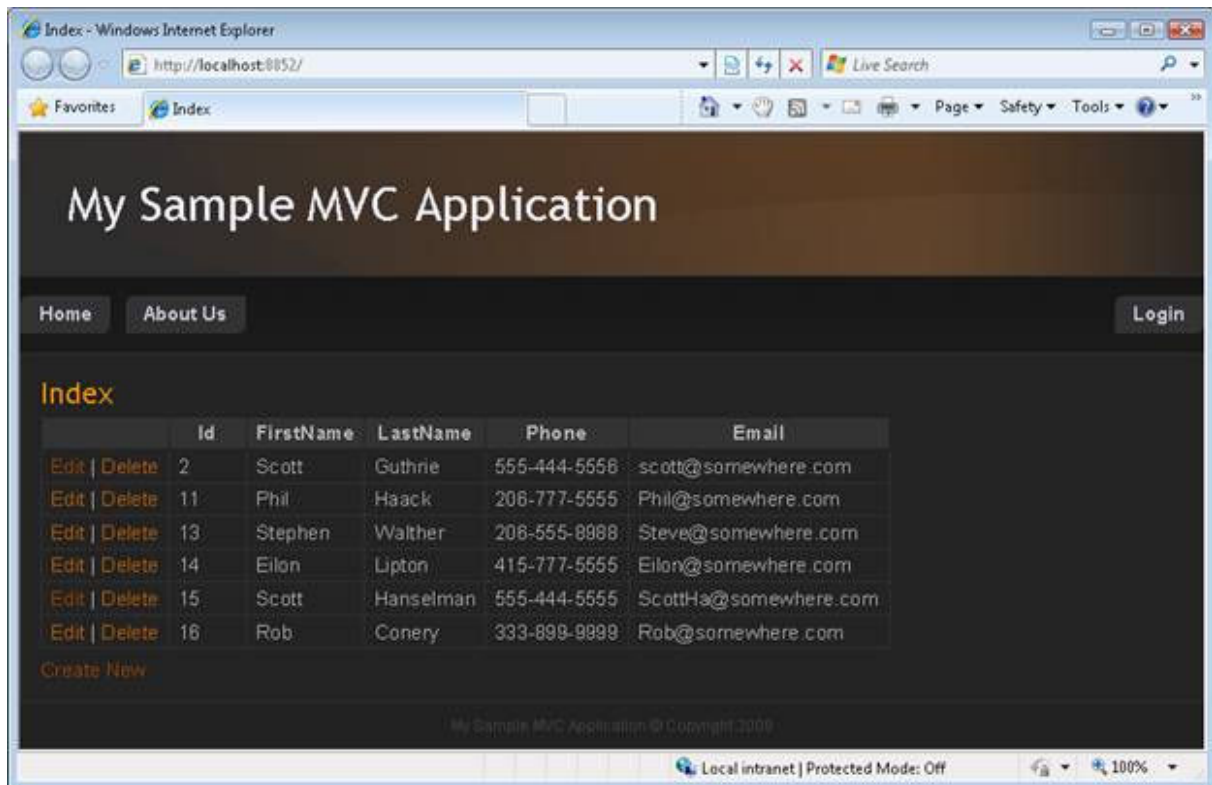 Index - Windows Internet Explorer
http://localhost:8852/
Live Search
Favorites Index Page Safety Tools
My Sample MVC Application
Home About Us Login
Index
Id FirstName LastName Phone Email
Edit | Delete 2 Scott Guthrie 555-444-5556 scott@somewhere.com
Edit | Delete 11 Phil Haack 206-777-5555 Phil@somewhere.com
Edit | Delete 13 Stephen Walther 206-555-8988 Steve@somewhere.com
Edit | Delete 14 Eilon Lipton 415-777-5555 Eilon@somewhere.com
Edit | Delete 15 Scott Hanselman 555-444-5555 ScottHa@somewhere.com
Edit | Delete 16 Rob Conery 333-899-9999 Rob@somewhere.com
Create New
My Sample MVC Application © Copyright 2009
Local intranet | Protected Mode: Off 100%